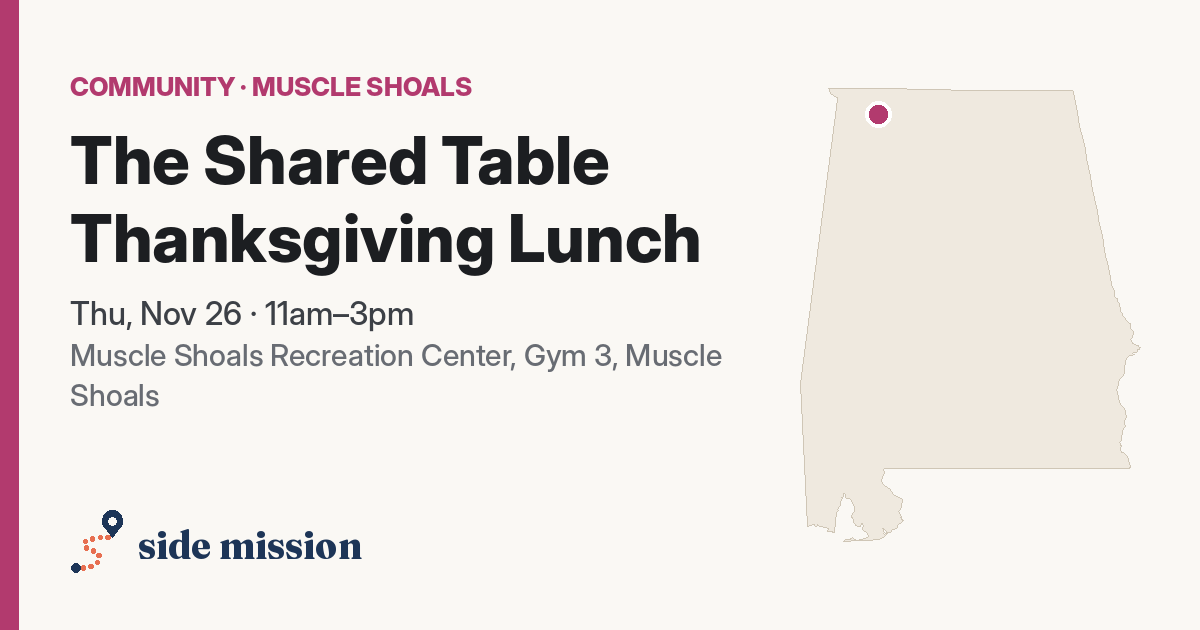 COMMUNITY · MUSCLE SHOALS
The Shared Table
Thanksgiving Lunch
Thu, Nov 26 · 11am–3pm
Muscle Shoals Recreation Center, Gym 3, Muscle
Shoals
side mission